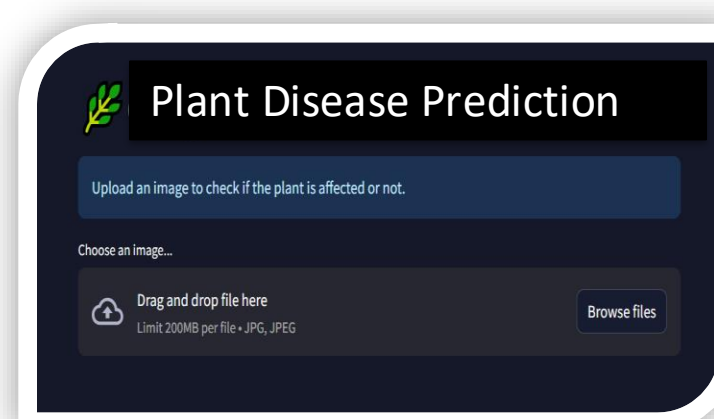 Plant Disease Prediction
Upload an image to check if the plant is affected or not.
Choose an image...
Drag and drop file here
Limit 200MB per file • JPG, JPEG
Browse files